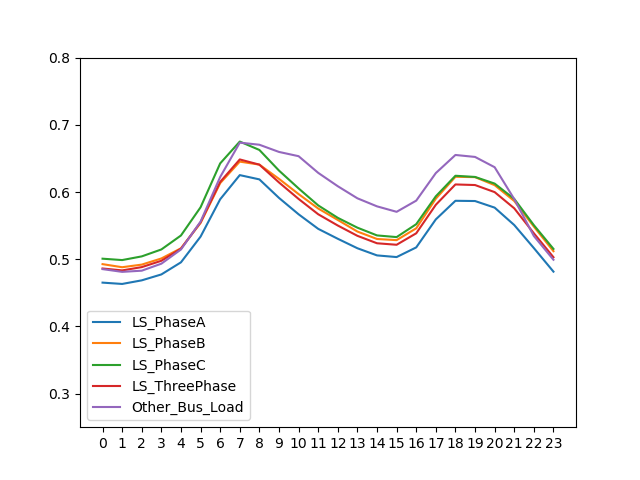 0.8
0.7
0.6
0.5
0.4
0.3
LS_PhaseA
LS_PhaseB
LS_PhaseC
LS_ThreePhase
Other_Bus_Load
0 1 2 3 4 5 6 7 8 9 10 11 12 13 14 15 16 17 18 19 20 21 22 23